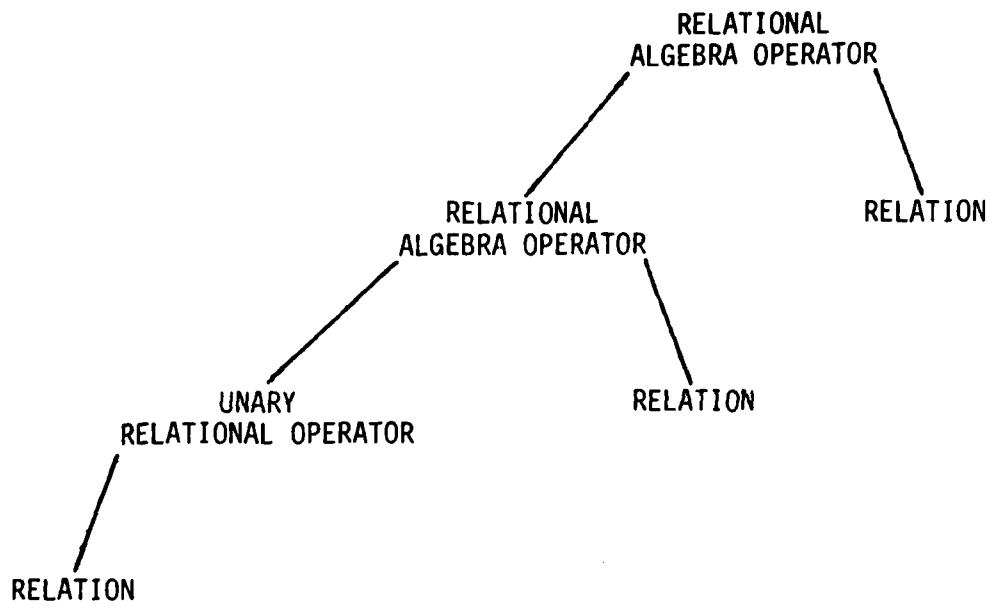 RELATIONAL
ALGEBRA OPERATOR
RELATIONAL
ALGEBRA OPERATOR
RELATION
UNARY
RELATIONAL OPERATOR
RELATION
RELATION